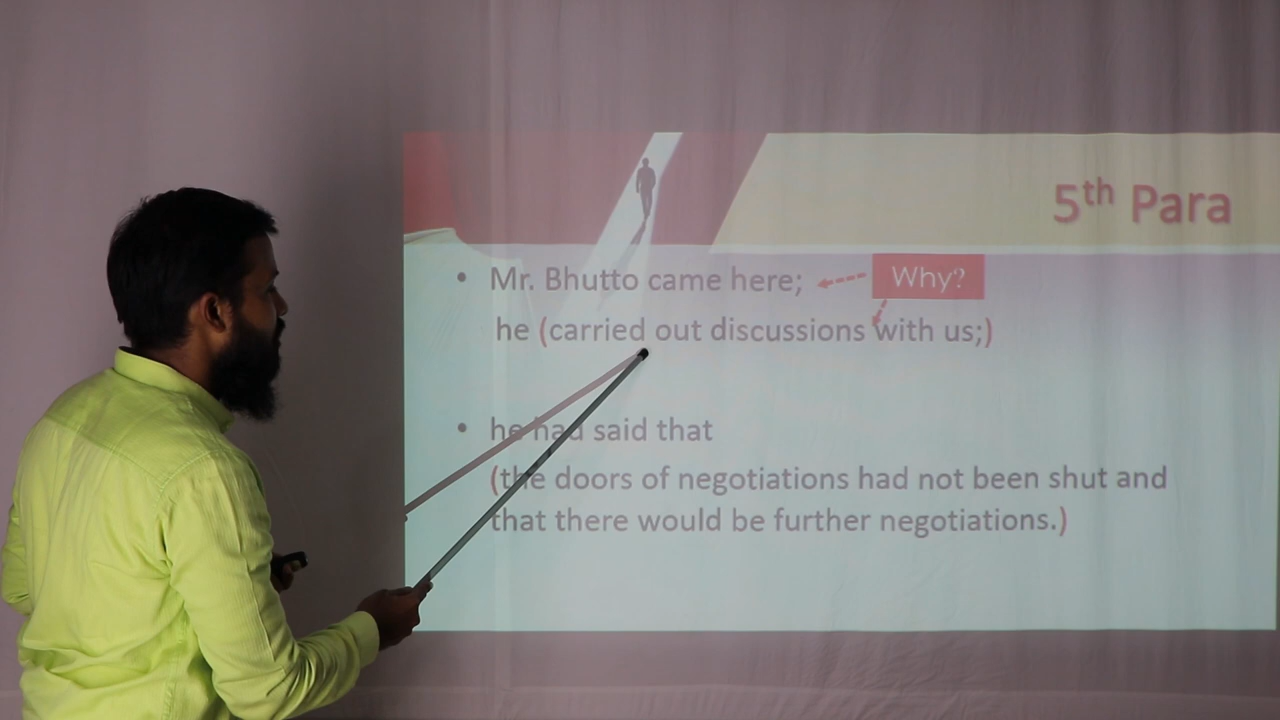 5th Para
• Mr. Bhutto came here; Why?
he (carried out discussions with us;)
• he had said that
(the doors of negotiations had not been shut and
that there would be further negotiations.)